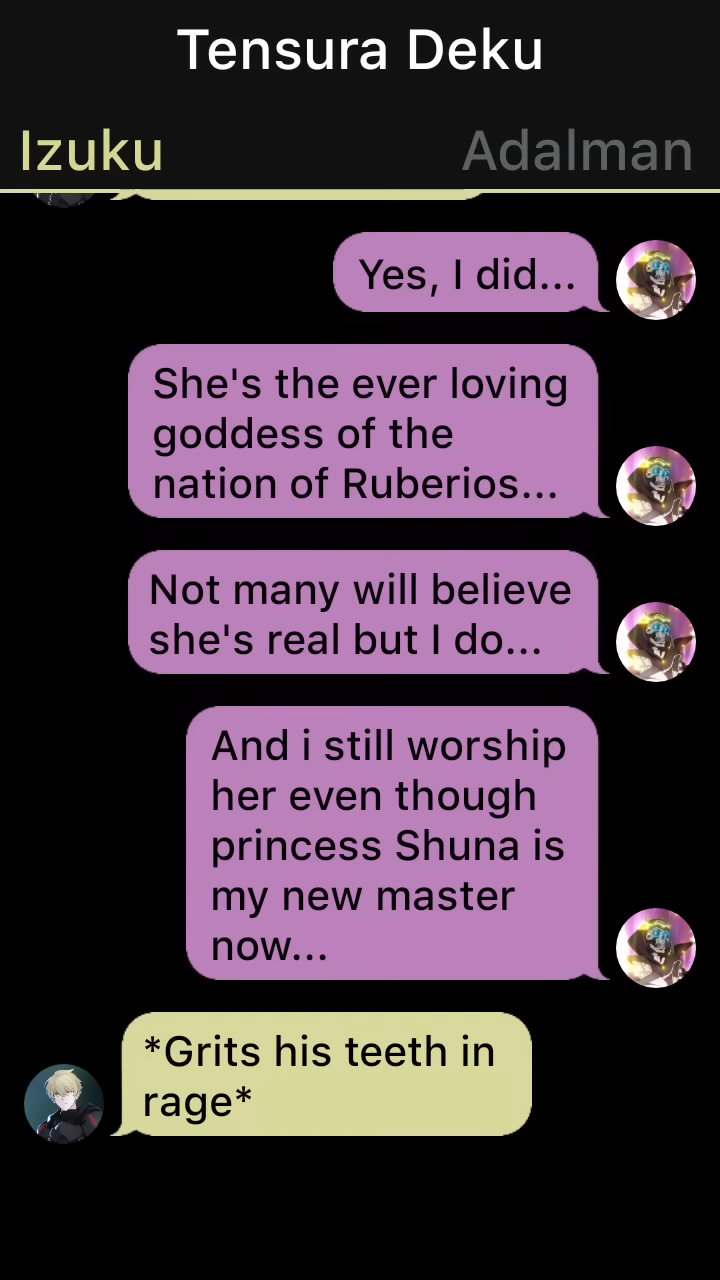 Tensura Deku
Izuku
Adalman
Yes, I did...
She's the ever loving
goddess of the
nation of Ruberios...
Not many will believe
she's real but I do...
And i still worship
her even though
princess Shuna is
my new master
now...
*Grits his teeth in
rage*